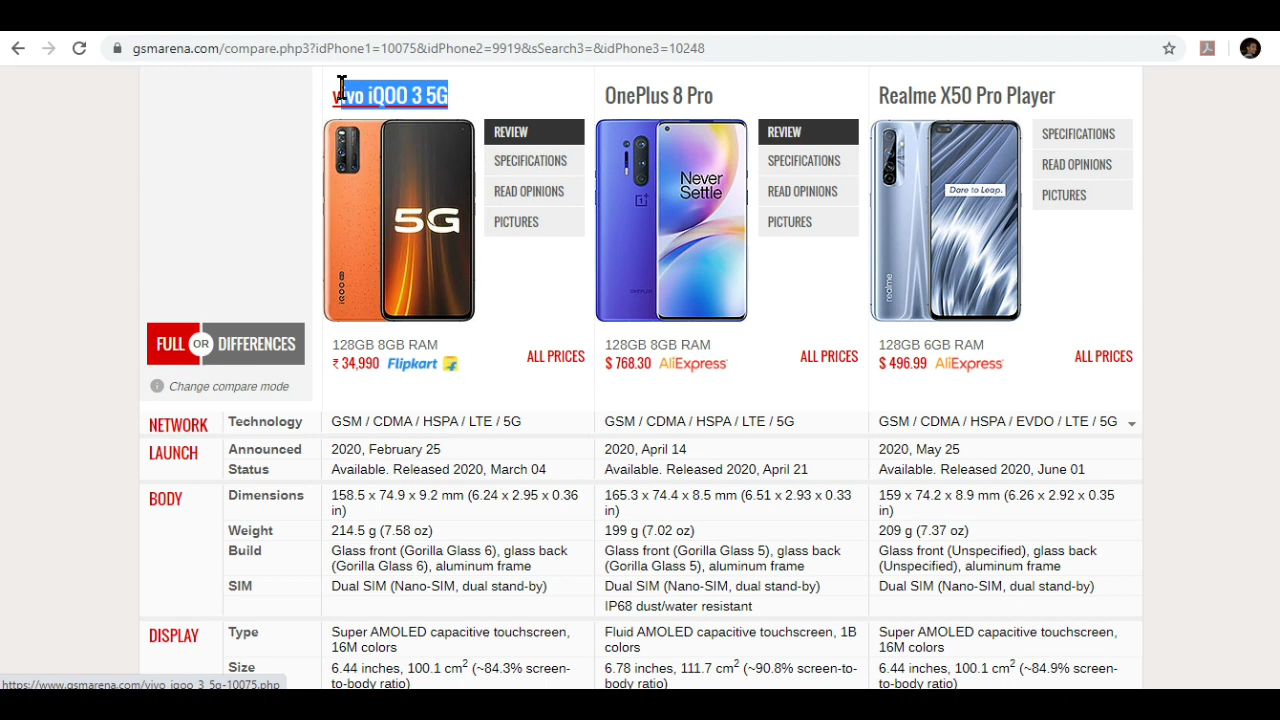 gsmarena.com/compare.php3?idPhone1=10075&idPhone2=9919&sSearch3=&idPhone3=10248
vivo iQOO 3 5G
OnePlus 8 Pro
Realme X50 Pro Player
5G
iQOO
REVIEW
SPECIFICATIONS
READ OPINIONS
PICTURES
Never
Settle
ONEPLUS
REVIEW
SPECIFICATIONS
READ OPINIONS
PICTURES
Dare to Leap.
realme
SPECIFICATIONS
READ OPINIONS
PICTURES
FULL OR DIFFERENCES
Change compare mode
128GB 8GB RAM
₹ 34,990 Flipkart
ALL PRICES
128GB 8GB RAM
$ 768.30 AliExpress
ALL PRICES
128GB 6GB RAM
$ 496.99 AliExpress
ALL PRICES
NETWORK Technology GSM / CDMA / HSPA / LTE / 5G GSM / CDMA / HSPA / LTE / 5G GSM / CDMA / HSPA / EVDO / LTE / 5G
LAUNCH Announced 2020, February 25 2020, April 14 2020, May 25
Status Available. Released 2020, March 04 Available. Released 2020, April 21 Available. Released 2020, June 01
BODY Dimensions 158.5 x 74.9 x 9.2 mm (6.24 x 2.95 x 0.36 165.3 x 74.4 x 8.5 mm (6.51 x 2.93 x 0.33 159 x 74.2 x 8.9 mm (6.26 x 2.92 x 0.35
in) in) in)
Weight 214.5 g (7.58 oz) 199 g (7.02 oz) 209 g (7.37 oz)
Build Glass front (Gorilla Glass 6), glass back Glass front (Gorilla Glass 5), glass back Glass front (Unspecified), glass back
(Gorilla Glass 6), aluminum frame (Gorilla Glass 5), aluminum frame (Unspecified), aluminum frame
SIM Dual SIM (Nano-SIM, dual stand-by) Dual SIM (Nano-SIM, dual stand-by) Dual SIM (Nano-SIM, dual stand-by)
IP68 dust/water resistant
DISPLAY Type Super AMOLED capacitive touchscreen, Fluid AMOLED capacitive touchscreen, 1B Super AMOLED capacitive touchscreen,
16M colors colors 16M colors
Size 6.44 inches, 100.1 cm² (~84.3% screen- 6.78 inches, 111.7 cm² (~90.8% screen- 6.44 inches, 100.1 cm² (~84.9% screen-
to-body ratio) to-body ratio) to-body ratio)
https://www.gsmarena.com/vivo_iqoo_3_5g-10075.php